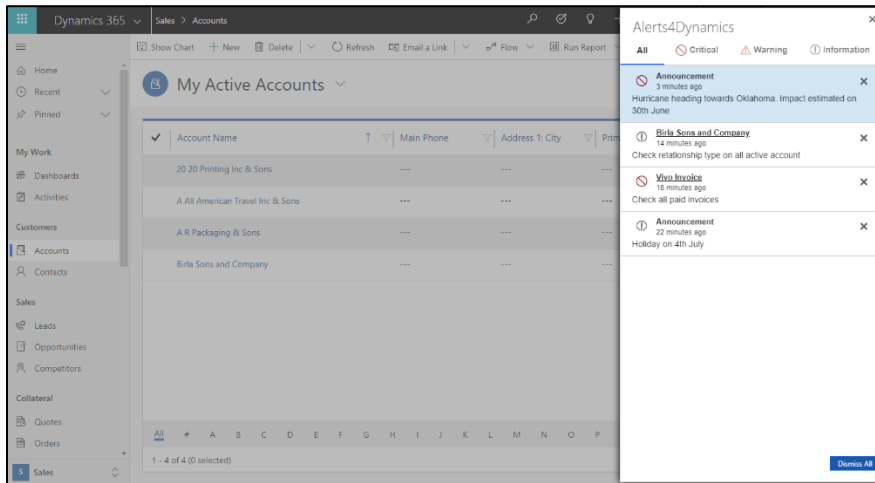 Dynamics 365
Sales > Accounts
Show Chart
New
Delete
Refresh
Email a Link
Flow
Run Report
Home
Recent
Pinned
My Work
Dashboards
Activities
Customers
Accounts
Contacts
Sales
Leads
Opportunities
Competitors
Collateral
Quotes
Orders
S Sales
My Active Accounts
Account Name
Main Phone
Address 1: City
Prim
20 20 Printing Inc & Sons --- --- ---
A All American Travel Inc & Sons --- --- ---
A R Packaging & Sons --- --- ---
Birla Sons and Company --- --- ---
All # A B C D E F G H I J K L M N O P
1 - 4 of 4 (0 selected)
Alerts4Dynamics
All
Critical
Warning
Information
Announcement
3 minutes ago
Hurricane heading towards Oklahoma. Impact estimated on
30th June
Birla Sons and Company
14 minutes ago
Check relationship type on all active account
Vivo Invoice
18 minutes ago
Check all paid invoices
Announcement
22 minutes ago
Holiday on 4th July
Dismiss All